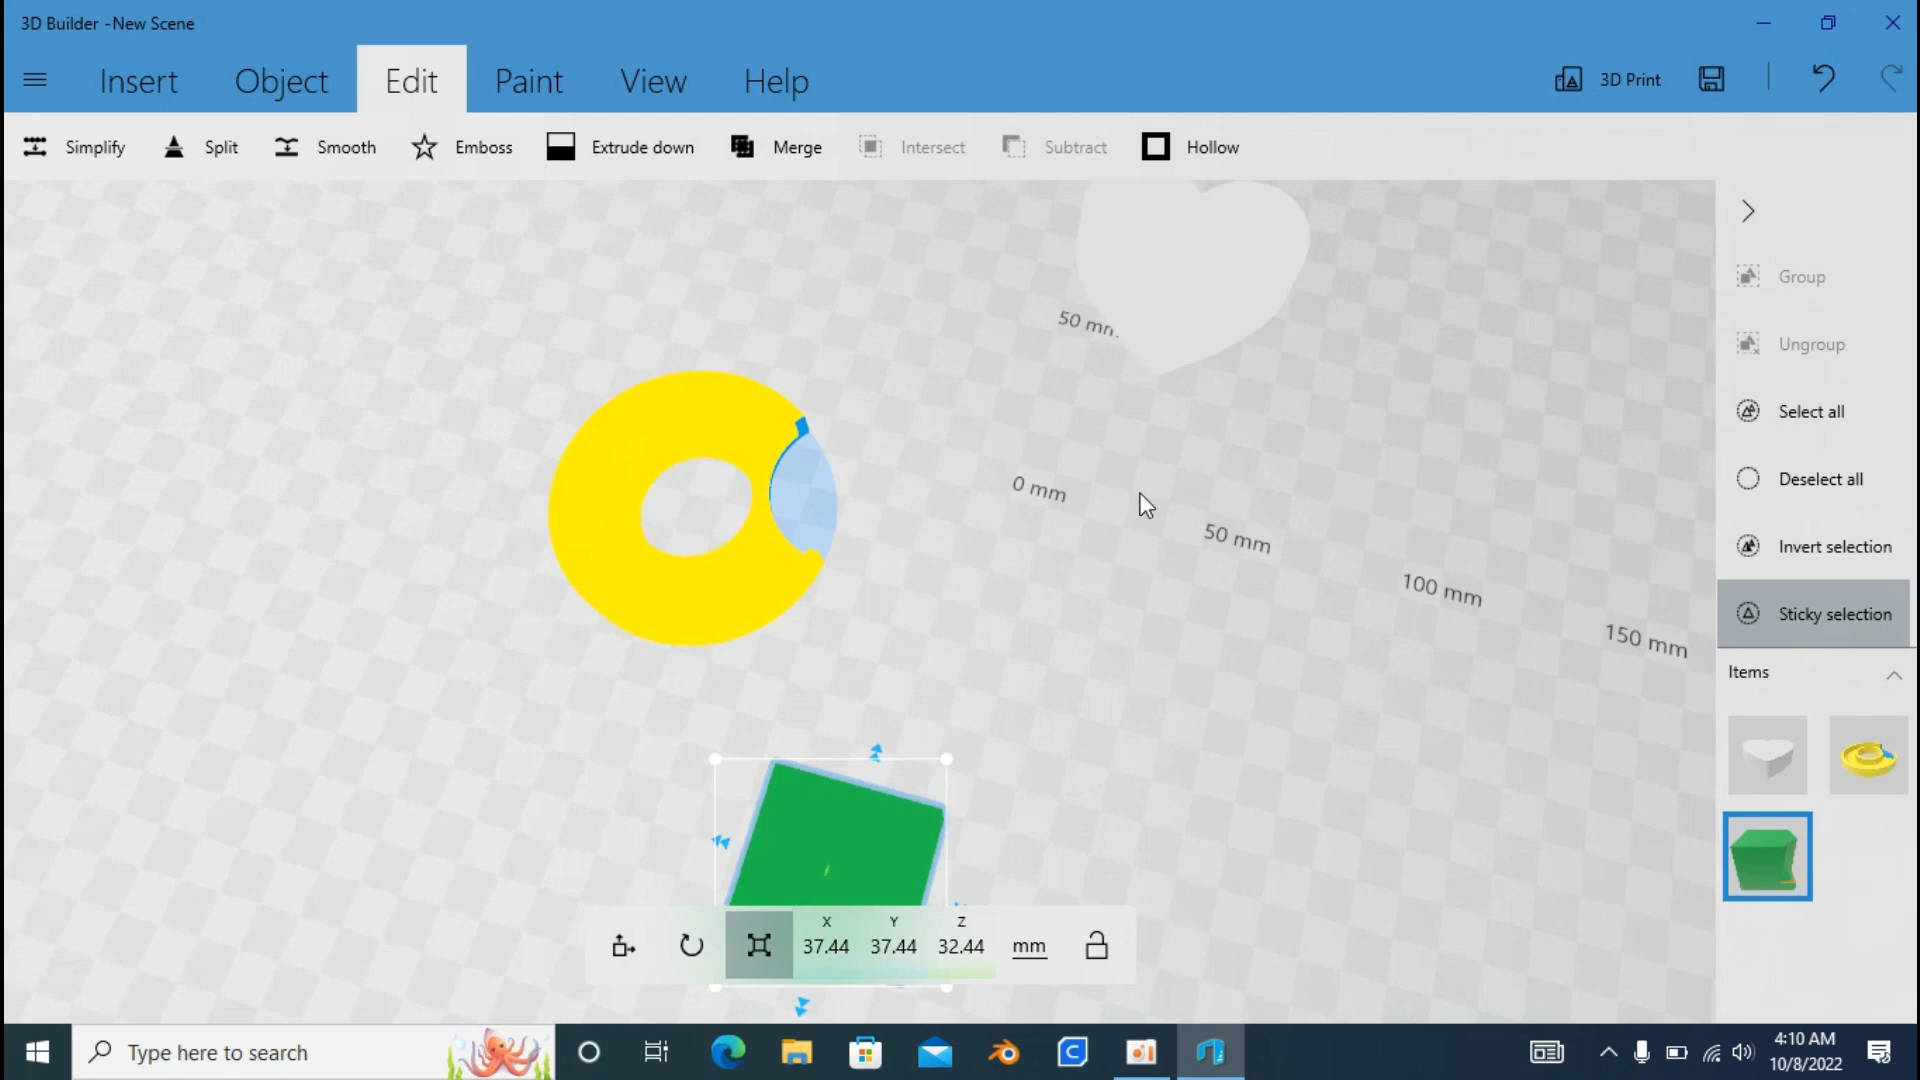 3D Builder -New Scene
Insert Object Edit Paint View Help
3D Print
Simplify Split Smooth Emboss Extrude down Merge Intersect Subtract Hollow
50 mm
0 mm
50 mm
100 mm
150 mm
Group
Ungroup
Select all
Deselect all
Invert selection
Sticky selection
Items
X Y Z
37.44 37.44 32.44 mm
Type here to search
4:10 AM
10/8/2022